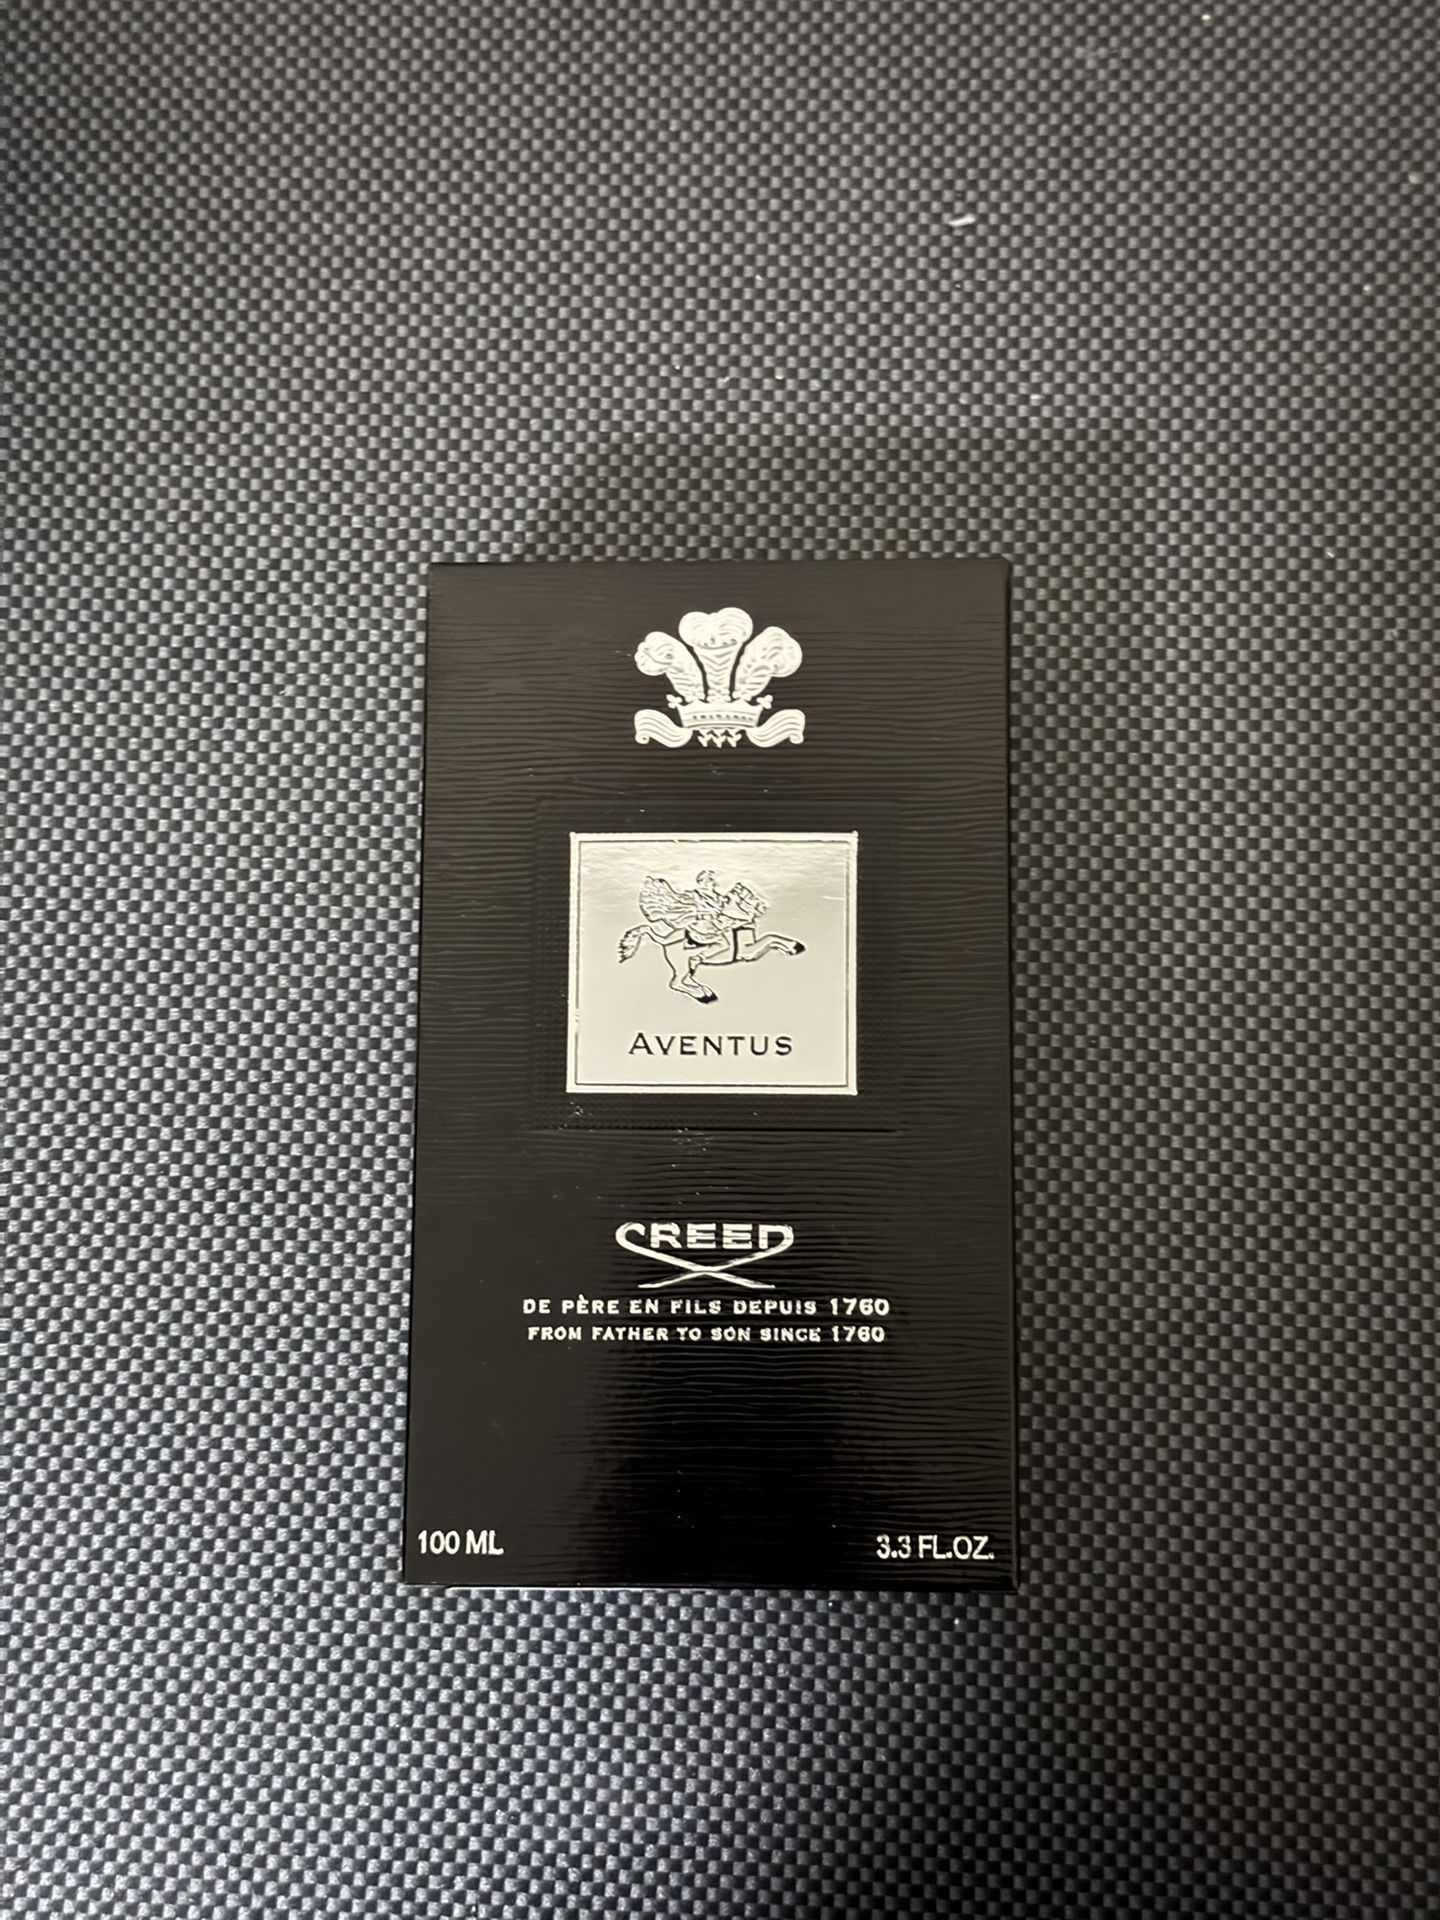 AVENTUS
CREED
DE PÈRE EN FILS DEPUIS 1760
FROM FATHER TO SON SINCE 1760
100 ML
3.3 FL.OZ.